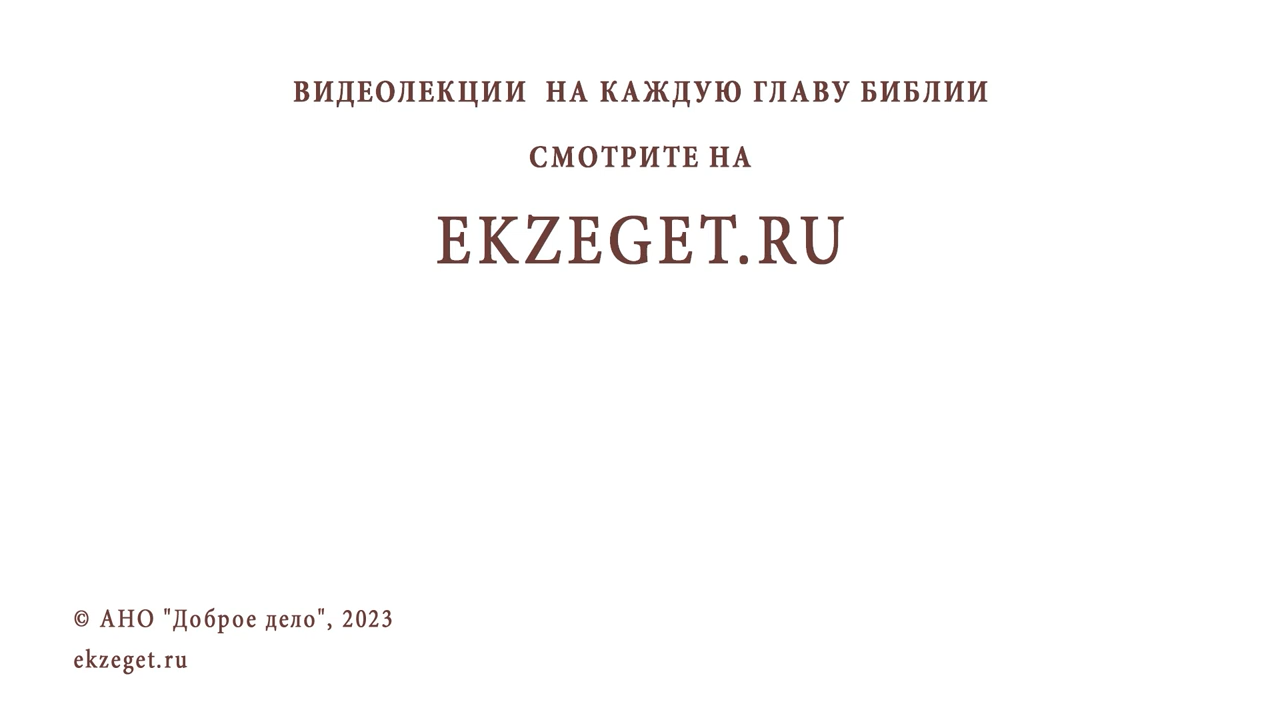 ВИДЕОЛЕКЦИИ НА КАЖДУЮ ГЛАВУ БИБЛИИ
СМОТРИТЕ НА
EKZEGET.RU
© АНО "Доброе дело", 2023
ekzeget.ru